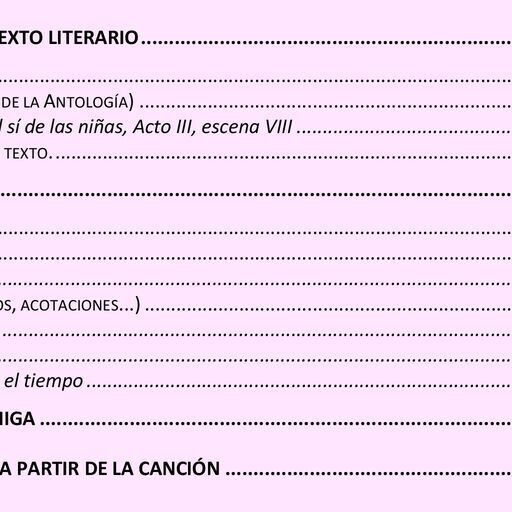 EXTO LITERARIO
DE LA ANTOLOGÍA)
l sí de las niñas, Acto III, escena VIII
TEXTO.
OS, ACOTACIONES...)
el tiempo
IIGA
A PARTIR DE LA CANCIÓN